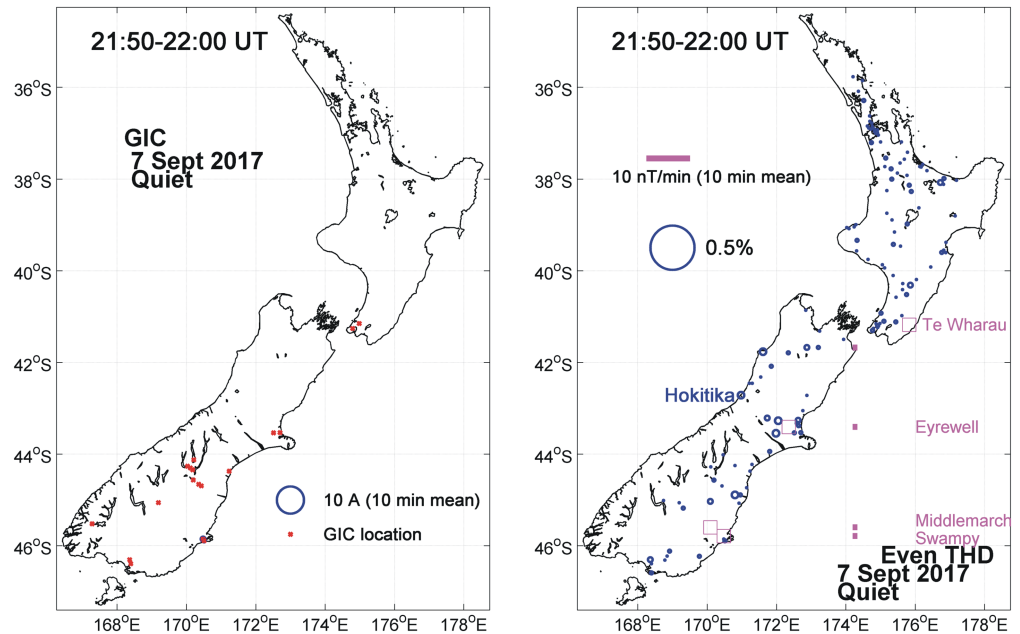 21:50-22:00 UT
GIC
7 Sept 2017
Quiet
36°S
38°S
40°S
42°S
44°S
46°S
10 A (10 min mean)
GIC location
168°E 170°E 172°E 174°E 176°E 178°E
21:50-22:00 UT
36°S
10 nT/min (10 min mean)
38°S
0.5%
40°S
Te Wharau
42°S
Hokitika
Eyrewell
44°S
Middlemarch
Swampy
46°S
Even THD
7 Sept 2017
Quiet
168°E 170°E 172°E 174°E 176°E 178°E